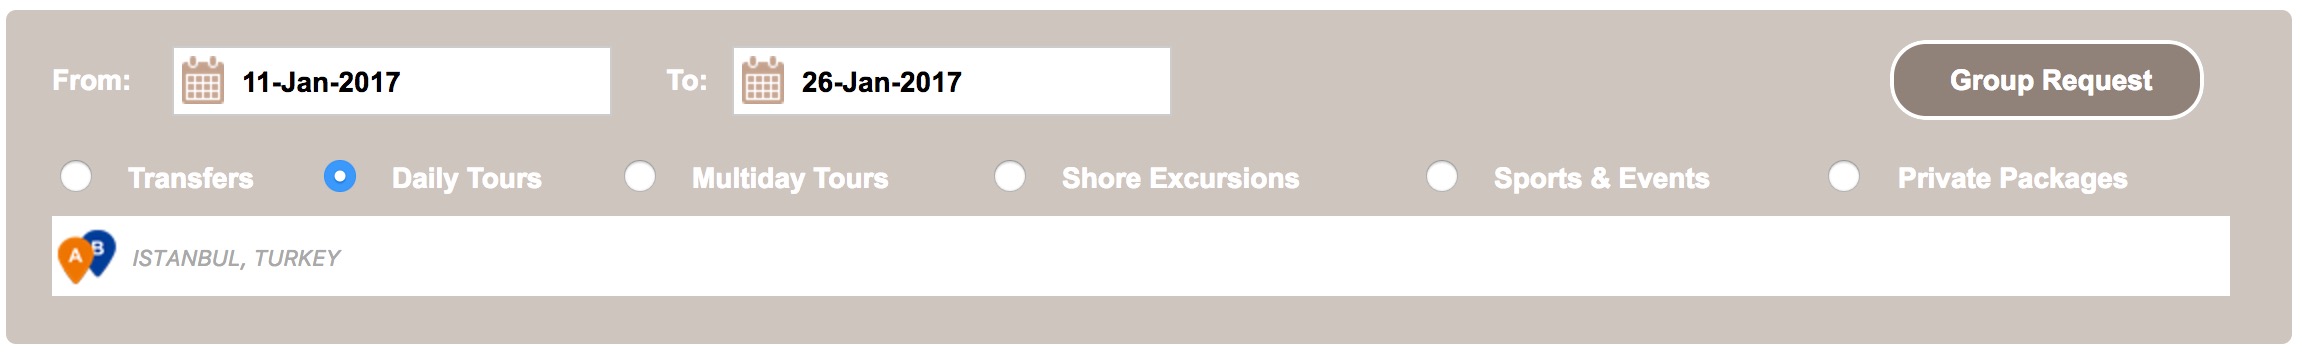 From: 11-Jan-2017 To: 26-Jan-2017 Group Request
Transfers Daily Tours Multiday Tours Shore Excursions Sports & Events Private Packages
A B ISTANBUL, TURKEY